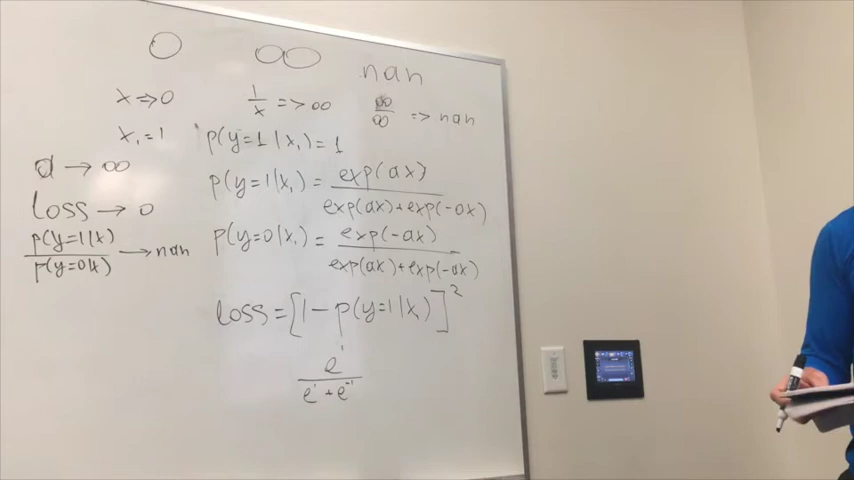 0 ∞ nan
x => 0 1/x => ∞ ∞/∞ => nan
x₁ = 1 p(y=1|x₁) = 1
a → ∞
p(y=1|x₁) = exp(ax) / exp(ax)+exp(-ax)
Loss → 0
p(y=1|x) / p(y=0|x) → nan
p(y=0|x₁) = exp(-ax) / exp(ax)+exp(-ax)
Loss = [1 - p(y=1|x₁)]²
e¹ / e¹ + e⁻¹